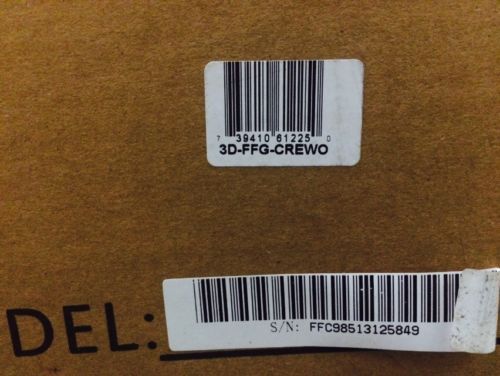 7 39410 61225 0
3D-FFG-CREWO
DEL:
S/N: FFC98513125849